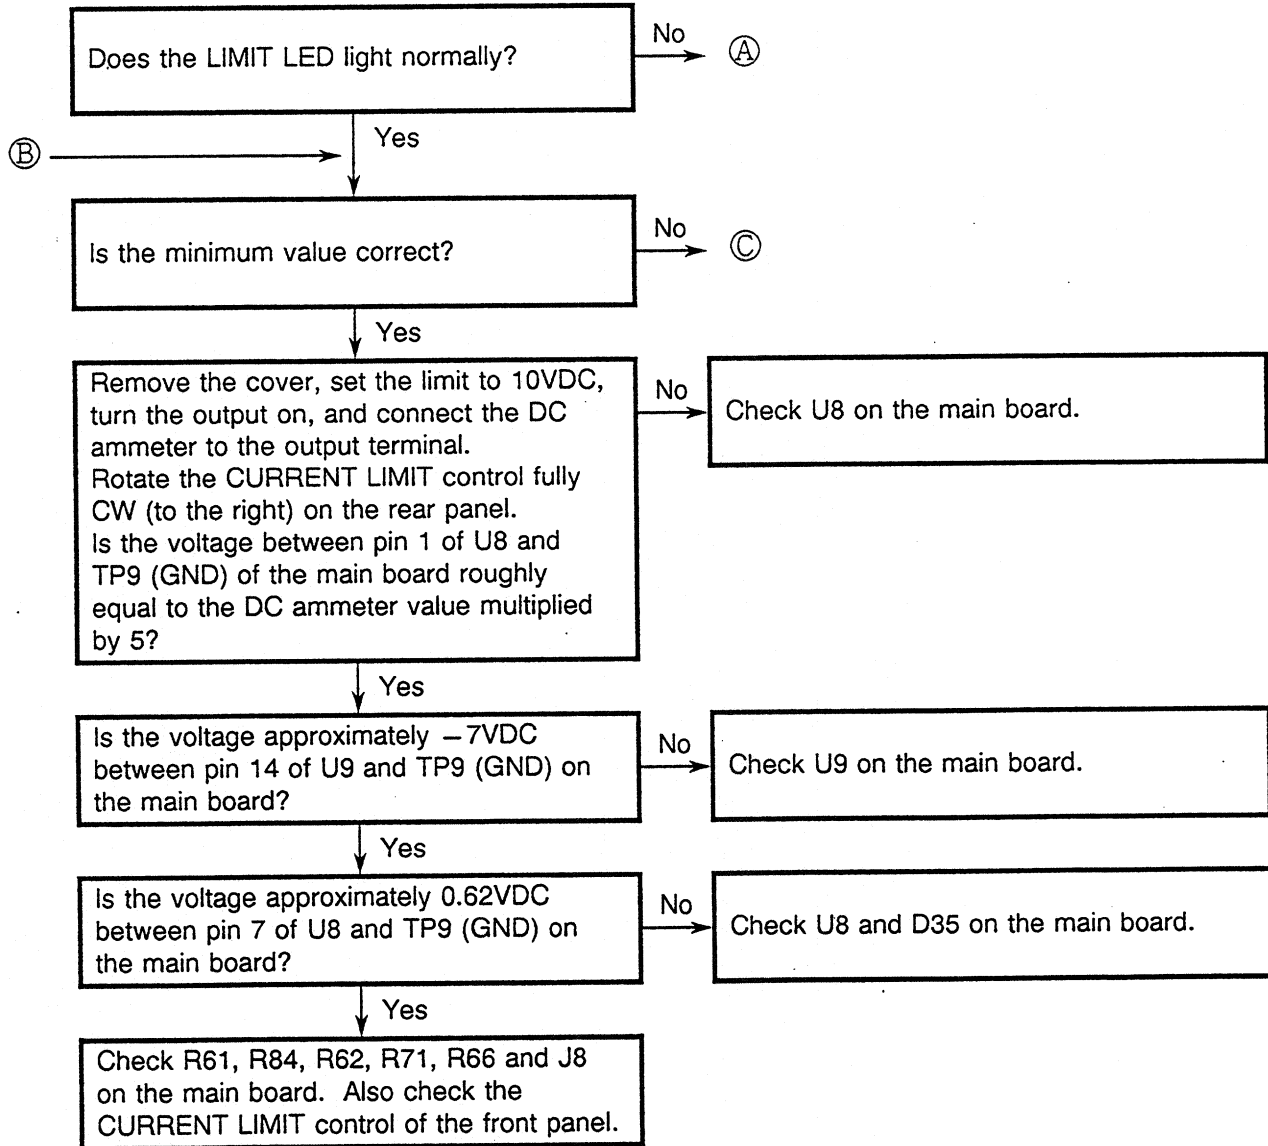 Does the LIMIT LED light normally?
No
Ⓐ
Yes
Ⓑ
Is the minimum value correct?
No
Ⓒ
Yes
Remove the cover, set the limit to 10VDC,
turn the output on, and connect the DC
ammeter to the output terminal.
Rotate the CURRENT LIMIT control fully
CW (to the right) on the rear panel.
Is the voltage between pin 1 of U8 and
TP9 (GND) of the main board roughly
equal to the DC ammeter value multiplied
by 5?
No
Check U8 on the main board.
Yes
Is the voltage approximately −7VDC
between pin 14 of U9 and TP9 (GND) on
the main board?
No
Check U9 on the main board.
Yes
Is the voltage approximately 0.62VDC
between pin 7 of U8 and TP9 (GND) on
the main board?
No
Check U8 and D35 on the main board.
Yes
Check R61, R84, R62, R71, R66 and J8
on the main board. Also check the
CURRENT LIMIT control of the front panel.